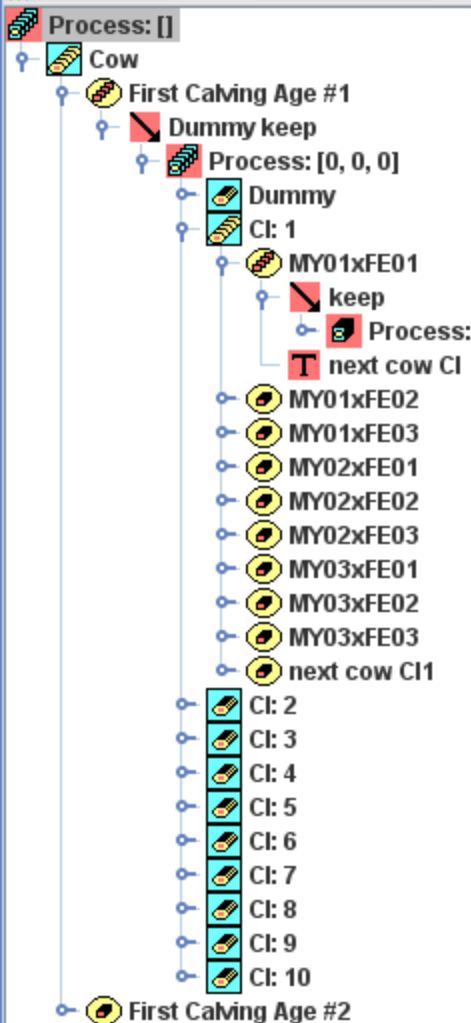 Process: []
Cow
First Calving Age #1
Dummy keep
Process: [0, 0, 0]
Dummy
CI: 1
MY01xFE01
keep
Process:
T next cow CI
MY01xFE02
MY01xFE03
MY02xFE01
MY02xFE02
MY02xFE03
MY03xFE01
MY03xFE02
MY03xFE03
next cow CI1
CI: 2
CI: 3
CI: 4
CI: 5
CI: 6
CI: 7
CI: 8
CI: 9
CI: 10
First Calving Age #2